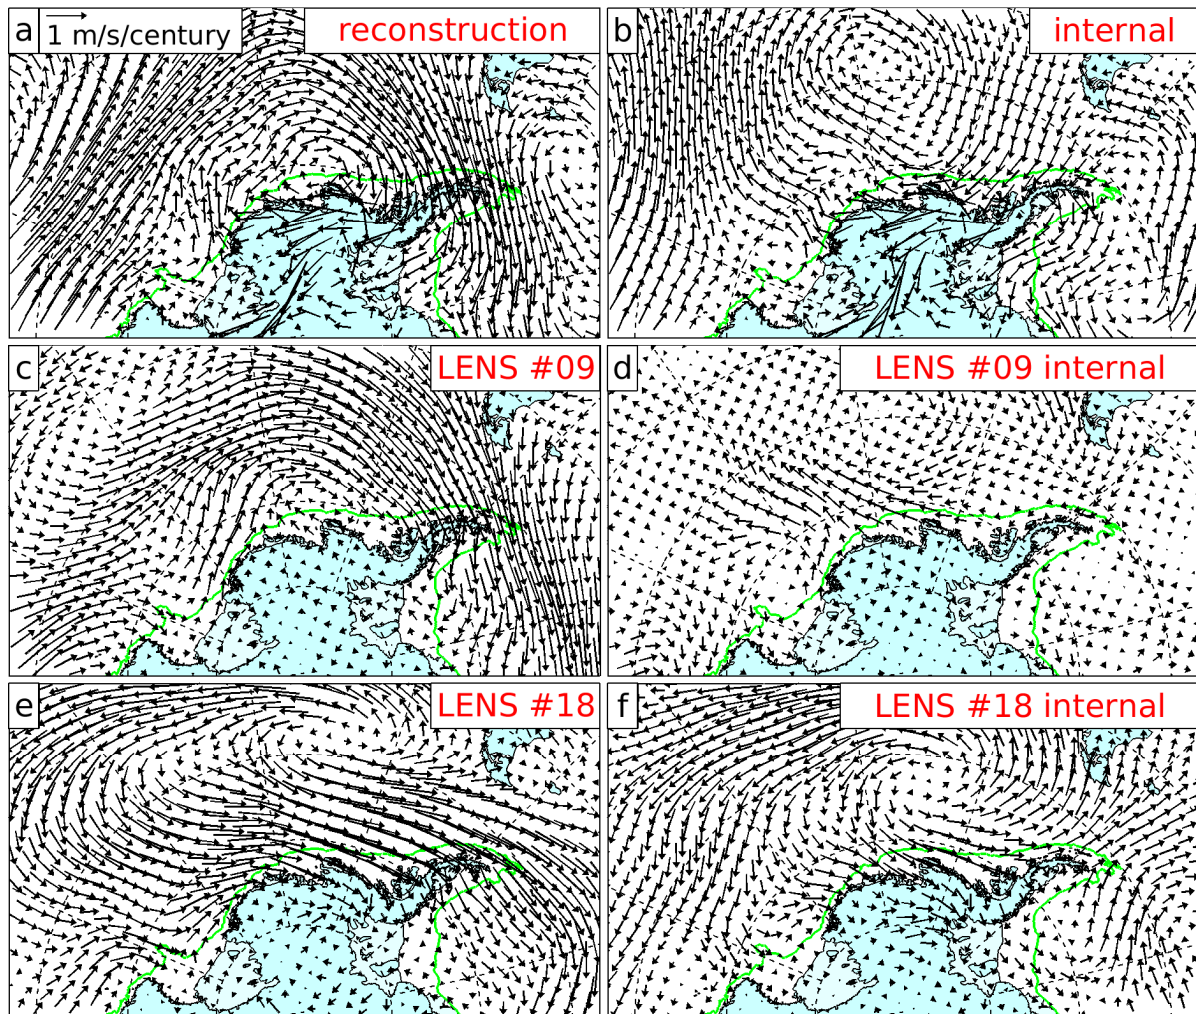 a
1 m/s/century
reconstruction
b
internal
c
LENS #09
d
LENS #09 internal
e
LENS #18
f
LENS #18 internal